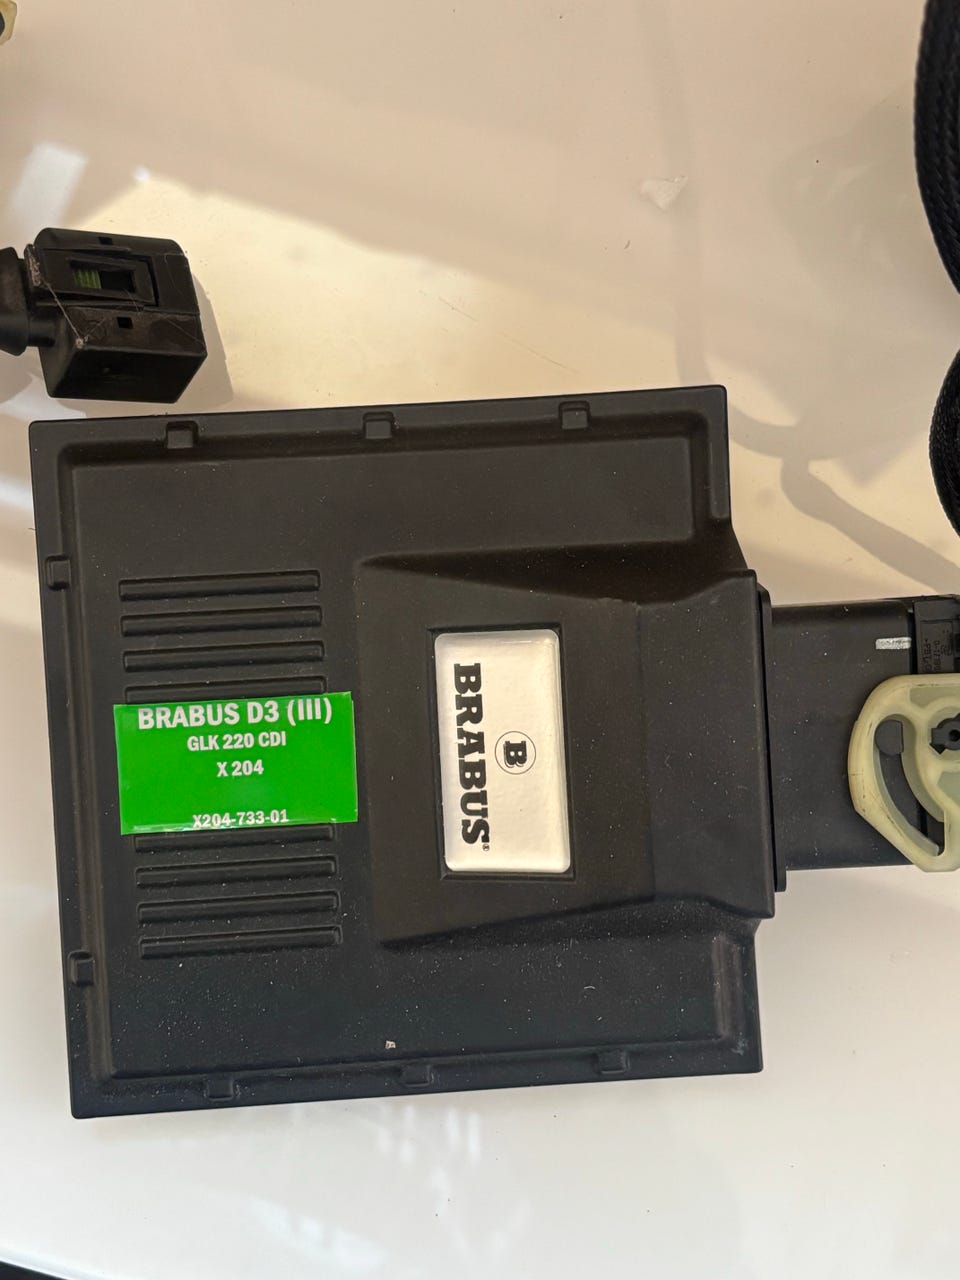 BRABUS D3 (III)
GLK 220 CDI
X 204
X204-733-01
B
BRABUS®